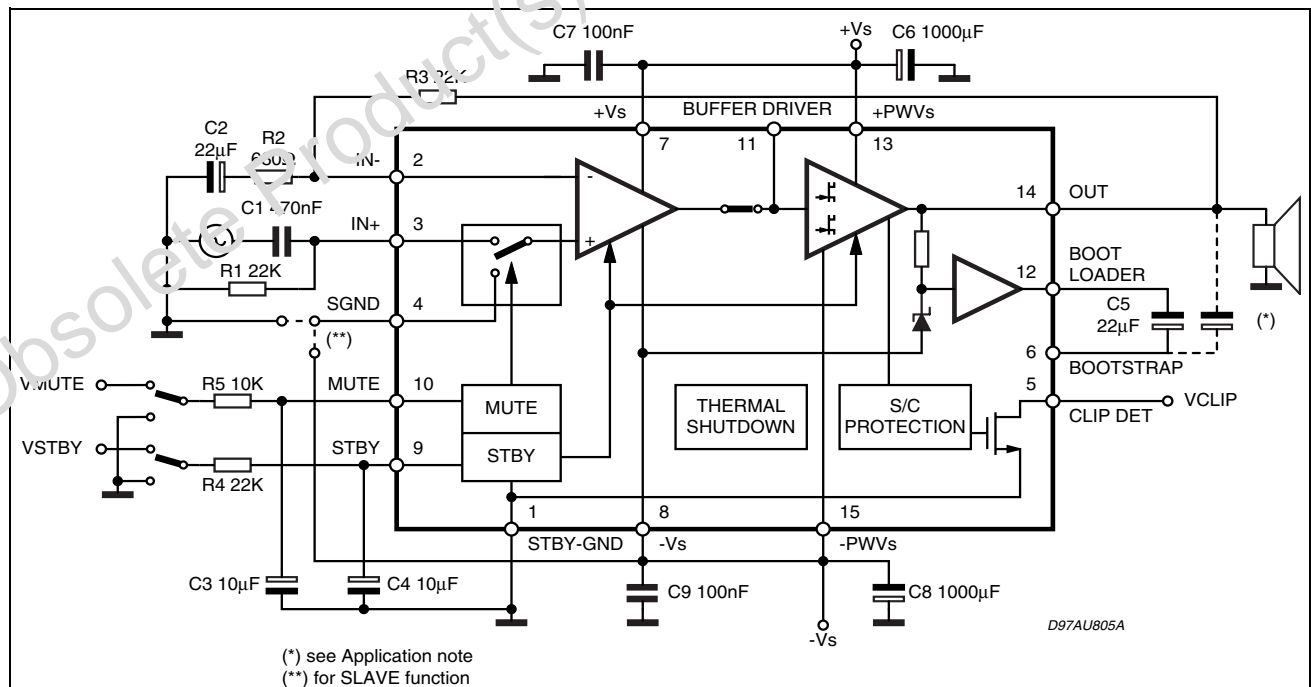 Obsolete Product(s)
C7 100nF
+Vs
C6 1000µF
R3 22K
BUFFER DRIVER
+Vs
+PWVs
7
11
13
C2
22µF
R2
680Ω
IN-
2
C1 470nF
IN+
3
-
+
R1 22K
SGND
4
(**)
14
OUT
12
BOOT
LOADER
C5
22µF
(*)
6
BOOTSTRAP
VMUTE
R5 10K
MUTE
10
MUTE
THERMAL
SHUTDOWN
S/C
PROTECTION
5
VCLIP
CLIP DET
VSTBY
R4 22K
STBY
9
STBY
1
8
15
STBY-GND
-Vs
-PWVs
C3 10µF
C4 10µF
C9 100nF
C8 1000µF
-Vs
D97AU805A
(*) see Application note
(**) for SLAVE function